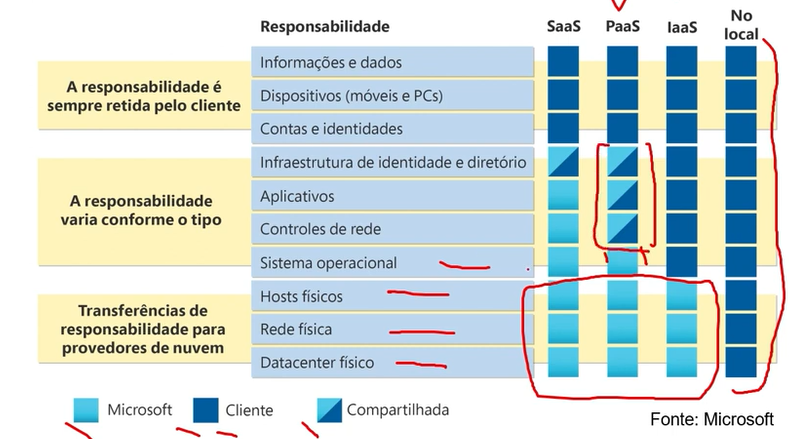 Responsabilidade
SaaS
PaaS
IaaS
No
local
A responsabilidade é
sempre retida pelo cliente
Informações e dados
Dispositivos (móveis e PCs)
Contas e identidades
A responsabilidade
varia conforme o tipo
Infraestrutura de identidade e diretório
Aplicativos
Controles de rede
Sistema operacional
Transferências de
responsabilidade para
provedores de nuvem
Hosts físicos
Rede física
Datacenter físico
Microsoft
Cliente
Compartilhada
Fonte: Microsoft